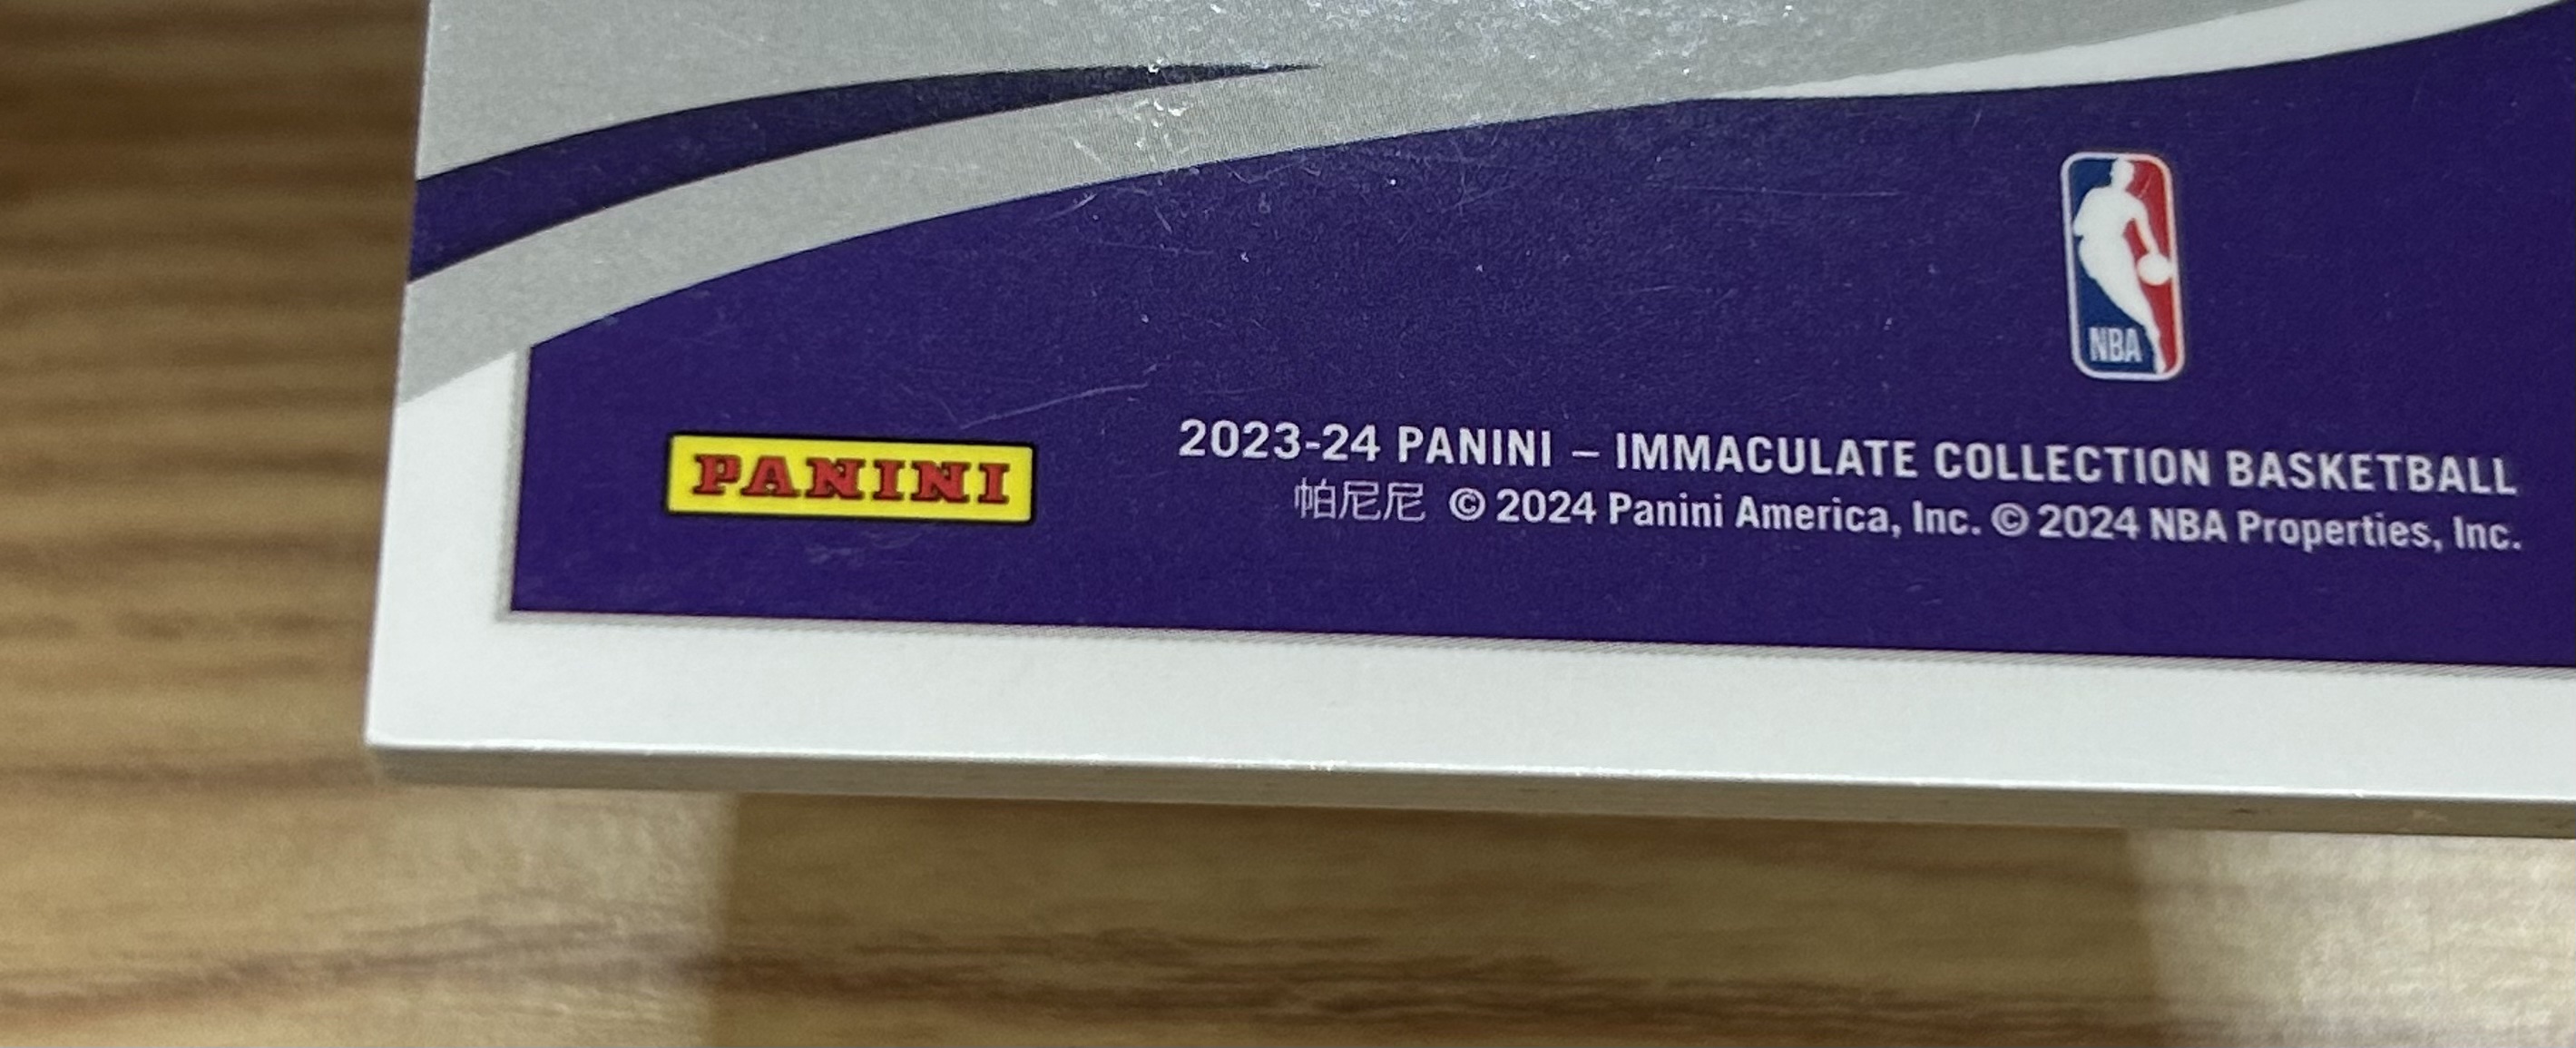 NBA
PANINI
2023-24 PANINI – IMMACULATE COLLECTION BASKETBALL
帕尼尼 © 2024 Panini America, Inc. © 2024 NBA Properties, Inc.